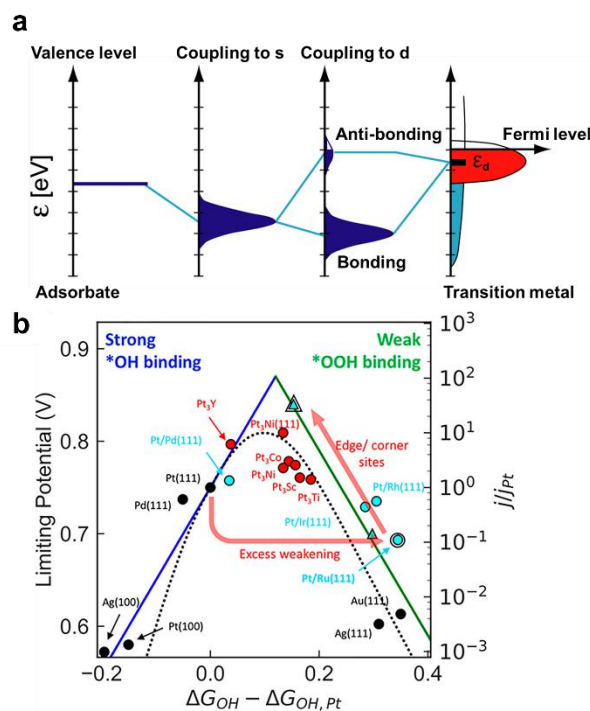 a
Valence level
Coupling to s
Coupling to d
ε [eV]
Anti-bonding
Fermi level
εd
Bonding
Adsorbate
Transition metal
b
Strong
*OH binding
Weak
*OOH binding
Limiting Potential (V)
0.9
0.8
0.7
0.6
Pt₃Y
Pt/Pd(111)
Pt(111)
Pd(111)
Pt₃Ni(111)
Pt₃Co
Pt₃Ni
Pt₃Sc
Pt₃Ti
Edge/ corner
sites
Pt/Rh(111)
Pt/Ir(111)
Excess weakening
Pt/Ru(111)
Au(111)
Ag(111)
Ag(100)
Pt(100)
10³
10²
10¹
10⁰
10⁻¹
10⁻²
10⁻³
j/jPt
0.0
0.2
0.4
ΔGOH − ΔGOH, Pt